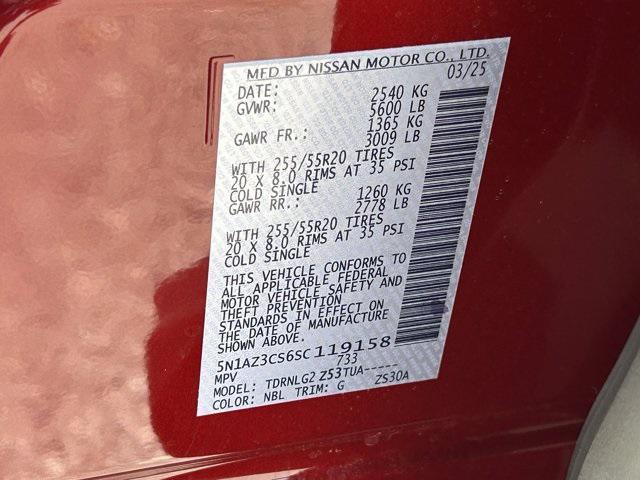 MFD BY NISSAN MOTOR CO., LTD.
DATE: 03/25
GVWR: 2540 KG
5600 LB
GAWR FR.: 1365 KG
3009 LB
WITH 255/55R20 TIRES
20 X 8.0 RIMS AT 35 PSI
COLD SINGLE
GAWR RR.: 1260 KG
2778 LB
WITH 255/55R20 TIRES
20 X 8.0 RIMS AT 35 PSI
COLD SINGLE
THIS VEHICLE CONFORMS TO
ALL APPLICABLE FEDERAL
MOTOR VEHICLE SAFETY AND
THEFT PREVENTION
STANDARDS IN EFFECT ON
THE DATE OF MANUFACTURE
SHOWN ABOVE.
5N1AZ3CS6SC119158
MPV 733
MODEL: TDRNLG2 Z53TUA-----
COLOR: NBL TRIM: G ZS30A